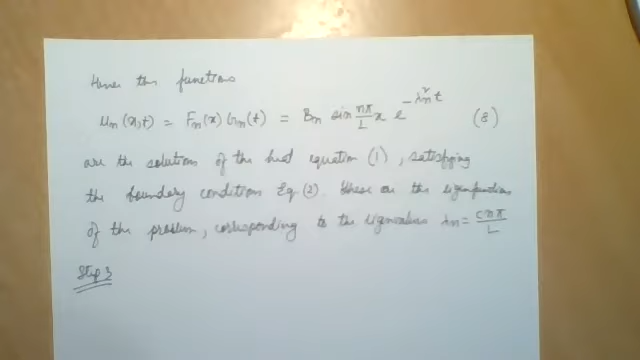 Hence the functions
uₙ(x,t) = Fₙ(x) Gₙ(t) = Bₙ sin nπ/L x e^{-λₙ² t} (8)
are the solutions of the heat equation (1), satisfying
the boundary conditions Eq (2). These are the eigenfunctions
of the problem, corresponding to the eigenvalues λₙ = cnπ/L
Step 3